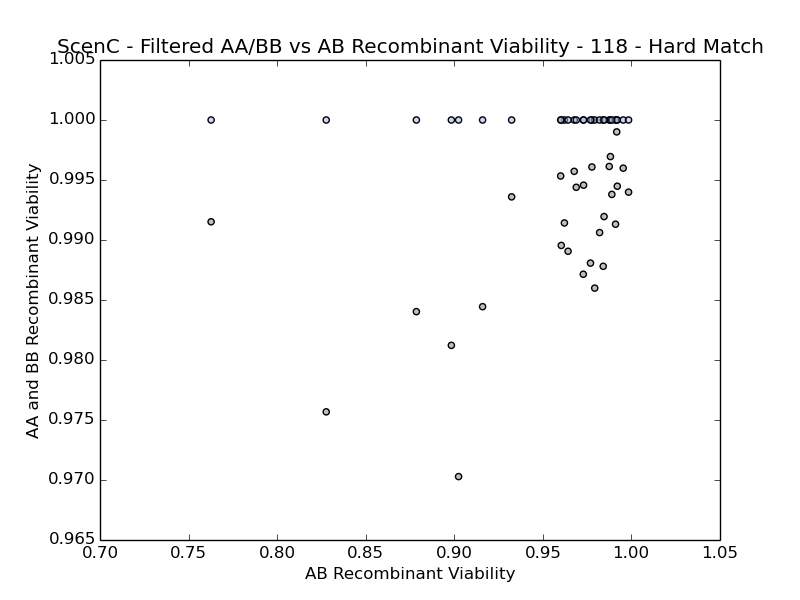 ScenC - Filtered AA/BB vs AB Recombinant Viability - 118 - Hard Match
1.005
1.000
0.995
0.990
0.985
0.980
0.975
0.970
0.965
AA and BB Recombinant Viability
0.70 0.75 0.80 0.85 0.90 0.95 1.00 1.05
AB Recombinant Viability